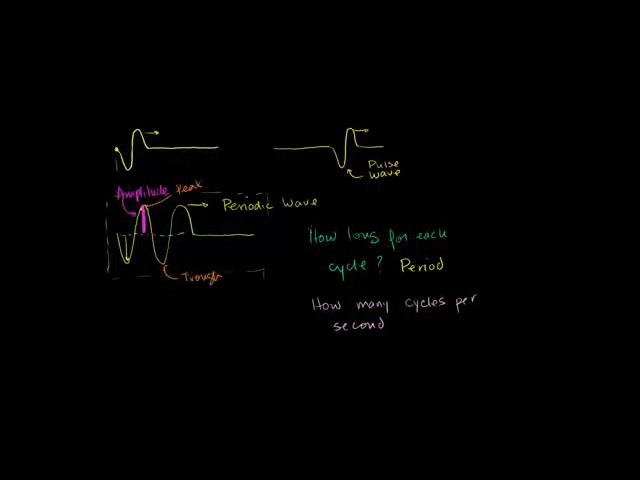 Pulse
wave
Amplitude
Peak
Periodic Wave
How long for each
cycle? Period
Trough
How many cycles per
second